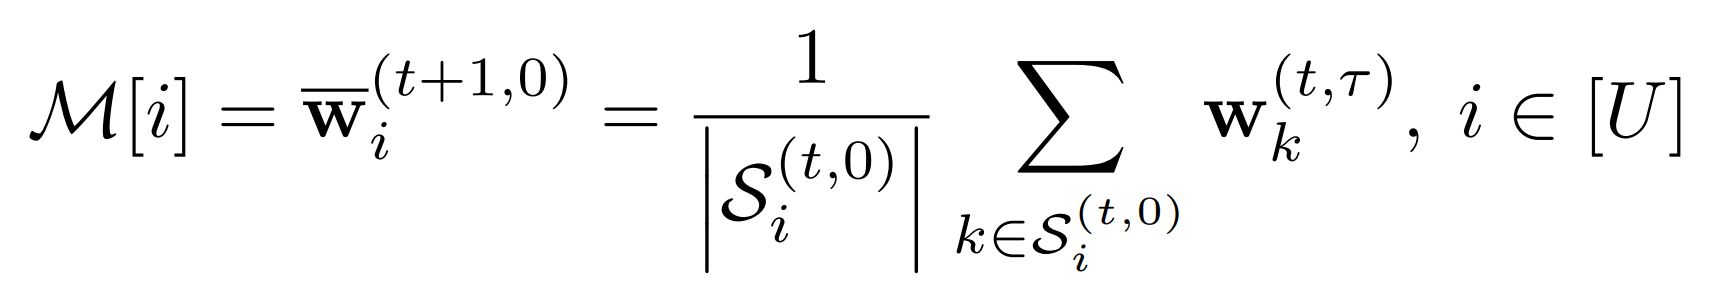 \mathcal{M}[i] = \overline{\mathbf{w}}_i^{(t+1,0)} = \frac{1}{\left|\mathcal{S}_i^{(t,0)}\right|} \sum_{k \in \mathcal{S}_i^{(t,0)}} \mathbf{w}_k^{(t,\tau)}, \; i \in [U]